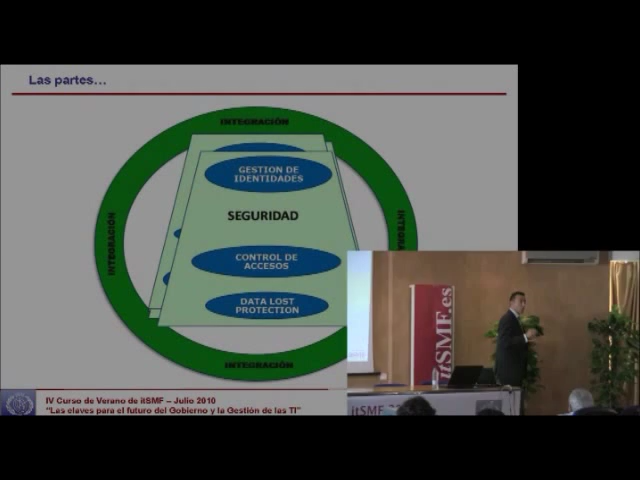 Las partes...
INTEGRACIÓN
GESTION DE
IDENTIDADES
SEGURIDAD
INTEGRACIÓN
INTEGRA
CONTROL DE
ACCESOS
DATA LOST
PROTECTION
INTEGRACIÓN
itSMF.es
itSMF
IV Curso de Verano de itSMF – Julio 2010
"Las claves para el futuro del Gobierno y la Gestión de las TI"